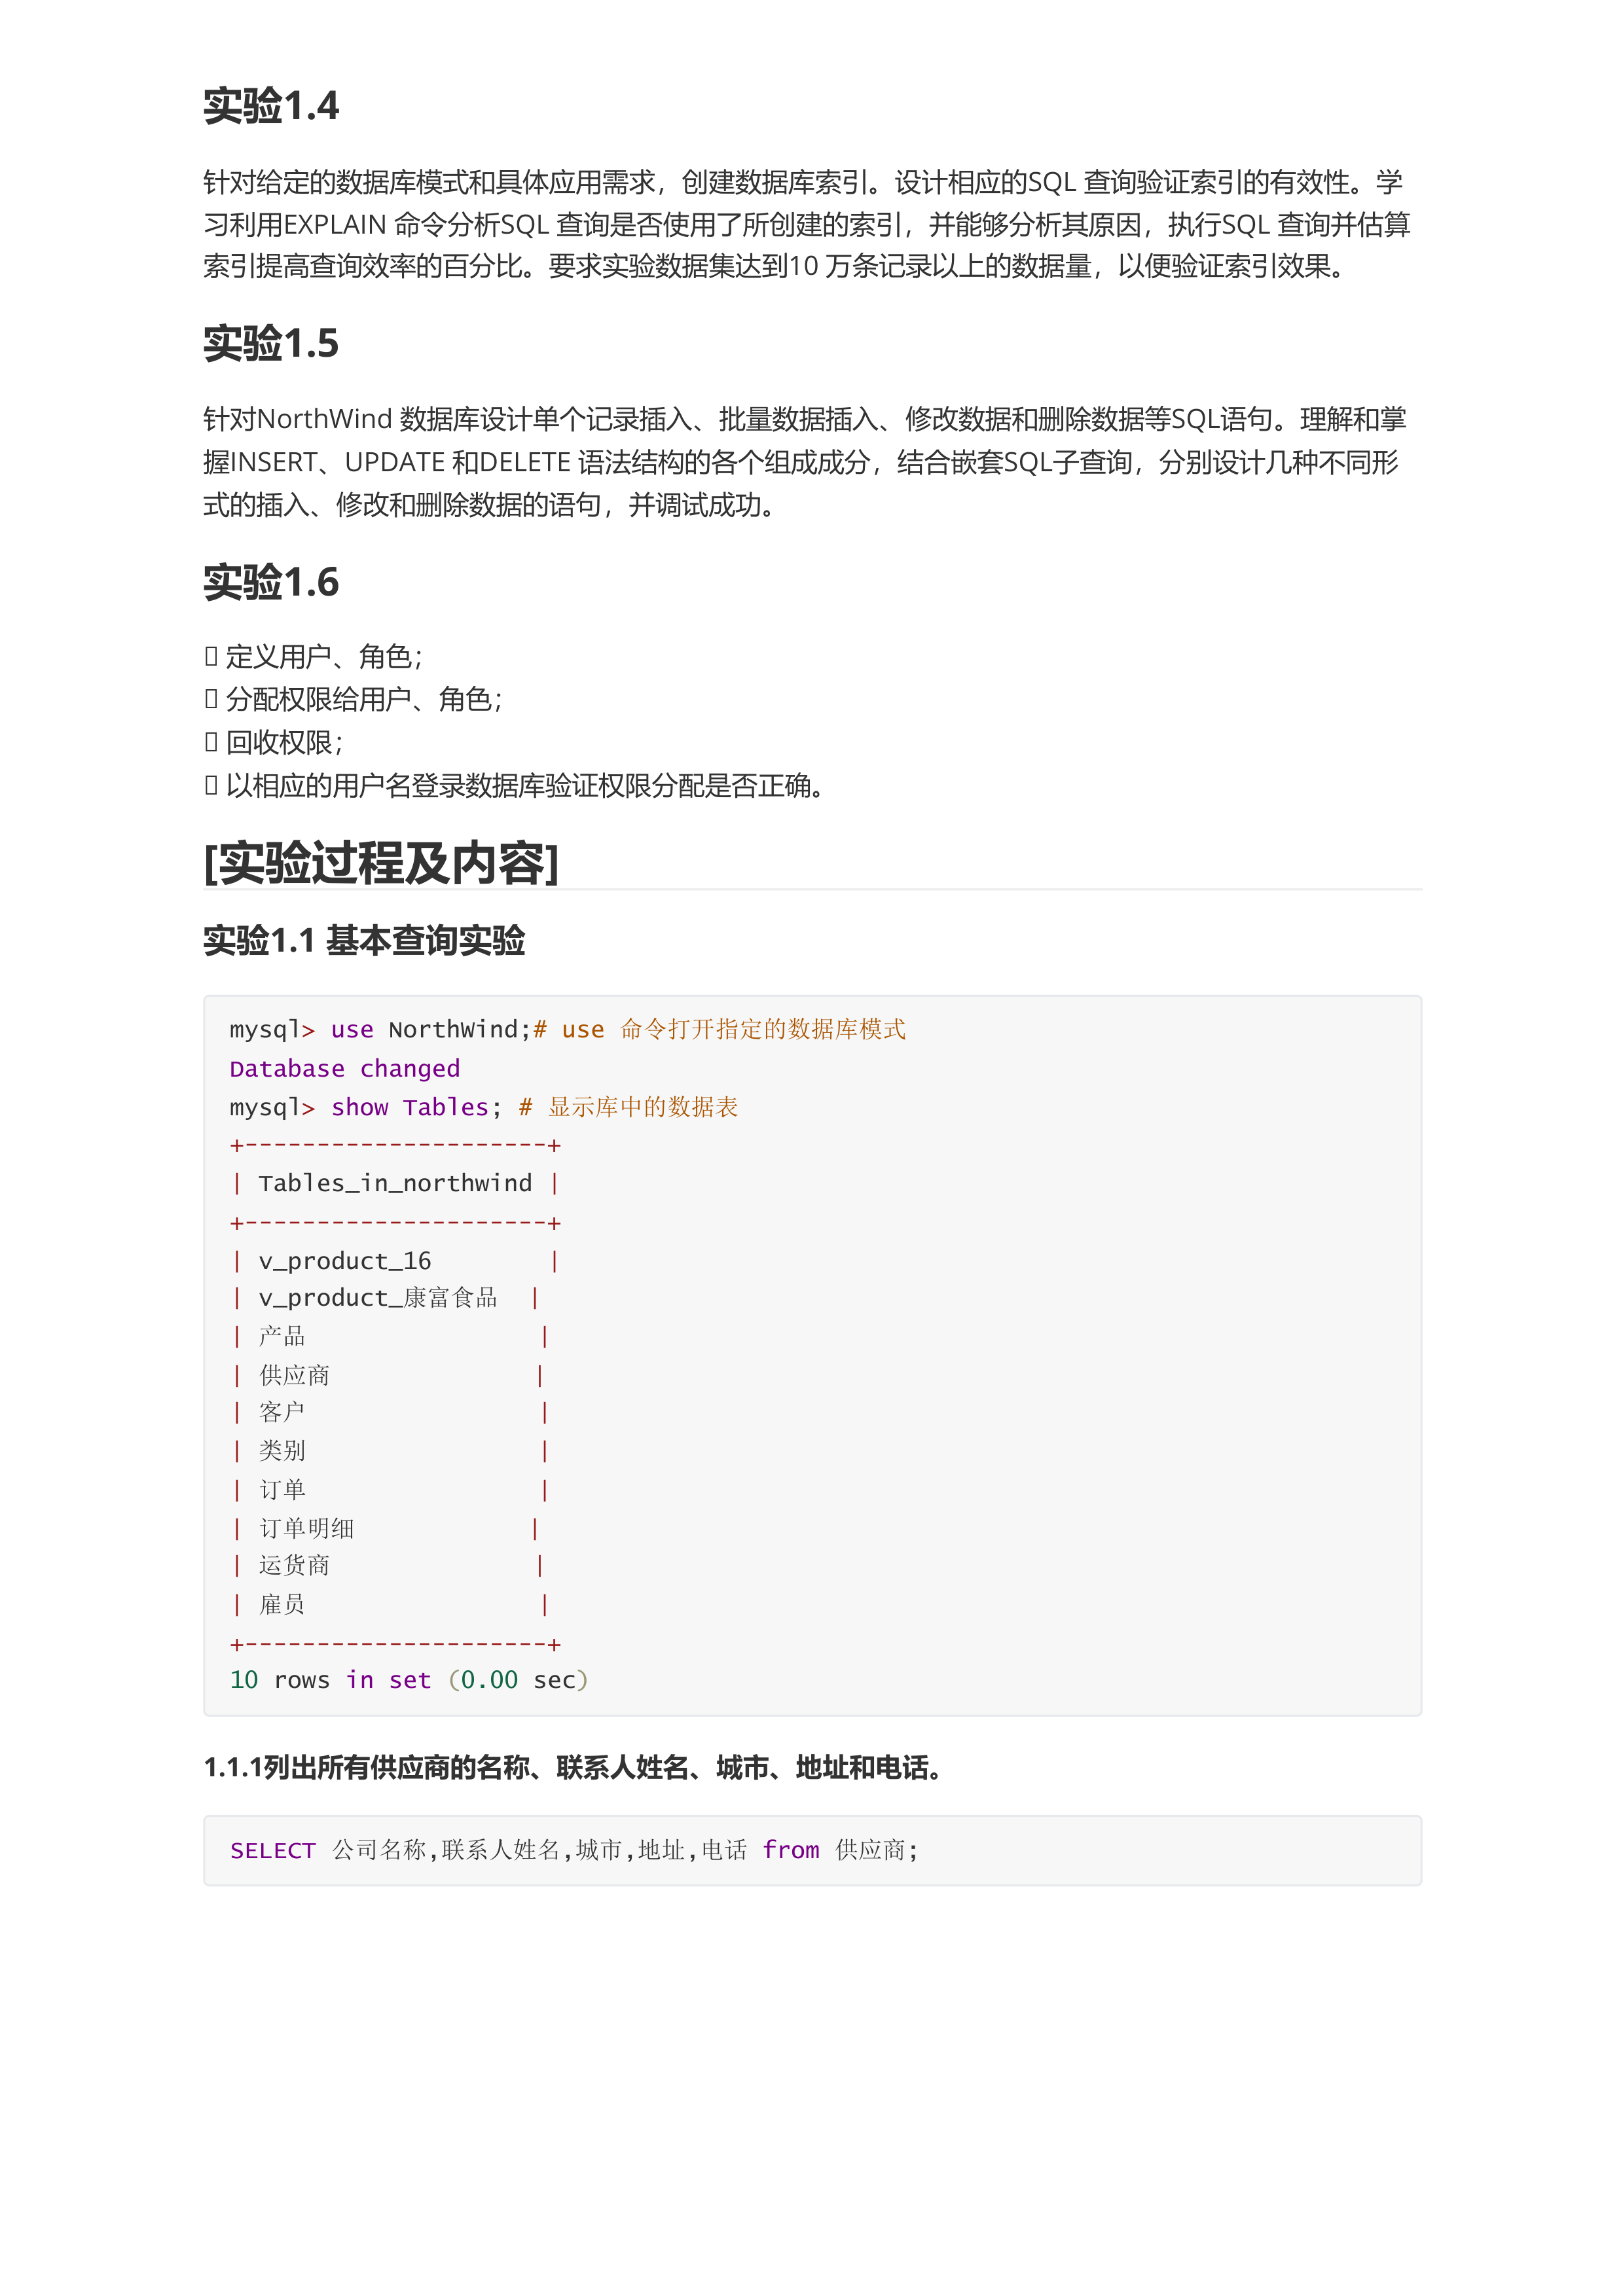 实验1.4
针对给定的数据库模式和具体应用需求，创建数据库索引。设计相应的SQL 查询验证索引的有效性。学
习利用EXPLAIN 命令分析SQL 查询是否使用了所创建的索引，并能够分析其原因，执行SQL 查询并估算
索引提高查询效率的百分比。要求实验数据集达到10 万条记录以上的数据量，以便验证索引效果。
实验1.5
针对NorthWind 数据库设计单个记录插入、批量数据插入、修改数据和删除数据等SQL语句。理解和掌
握INSERT、UPDATE 和DELETE 语法结构的各个组成成分，结合嵌套SQL子查询，分别设计几种不同形
式的插入、修改和删除数据的语句，并调试成功。
实验1.6
 定义用户、角色；
 分配权限给用户、角色；
 回收权限；
 以相应的用户名登录数据库验证权限分配是否正确。
[实验过程及内容]
实验1.1 基本查询实验
mysql> use NorthWind;# use 命令打开指定的数据库模式
Database changed
mysql> show Tables; # 显示库中的数据表
+---------------------+
| Tables_in_northwind |
+---------------------+
| v_product_16        |
| v_product_康富食品  |
| 产品                |
| 供应商              |
| 客户                |
| 类别                |
| 订单                |
| 订单明细            |
| 运货商              |
| 雇员                |
+---------------------+
10 rows in set (0.00 sec)
1.1.1列出所有供应商的名称、联系人姓名、城市、地址和电话。
SELECT 公司名称,联系人姓名,城市,地址,电话 from 供应商;